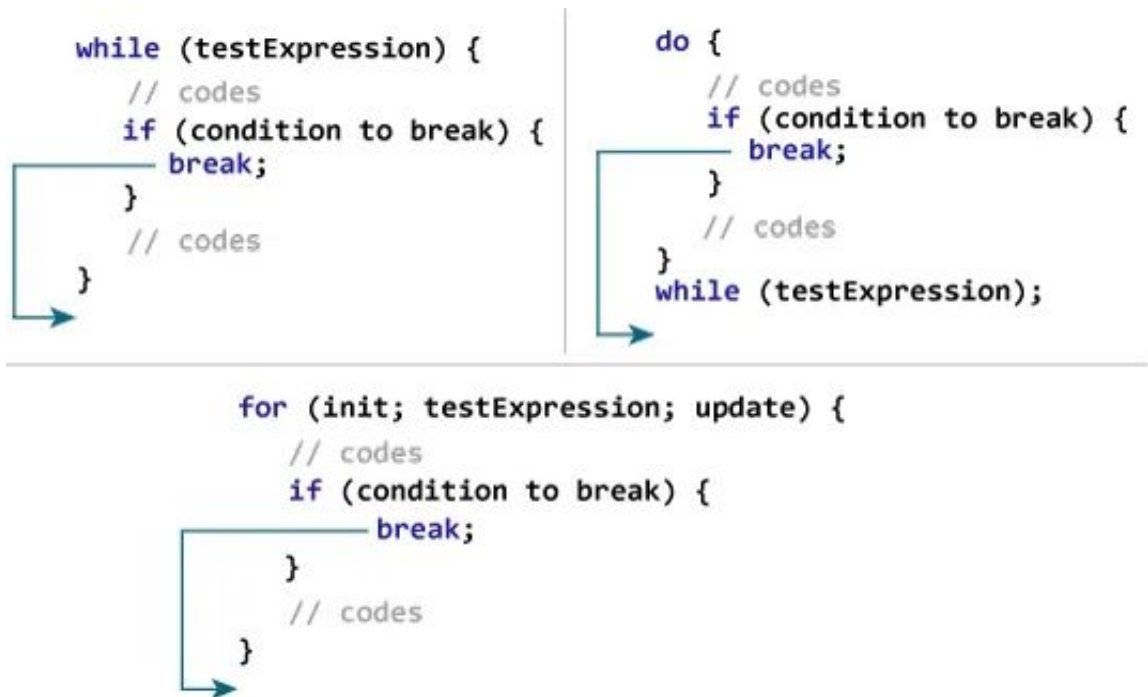 while (testExpression) {
// codes
if (condition to break) {
break;
}
// codes
}
do {
// codes
if (condition to break) {
break;
}
// codes
}
while (testExpression);
for (init; testExpression; update) {
// codes
if (condition to break) {
break;
}
// codes
}